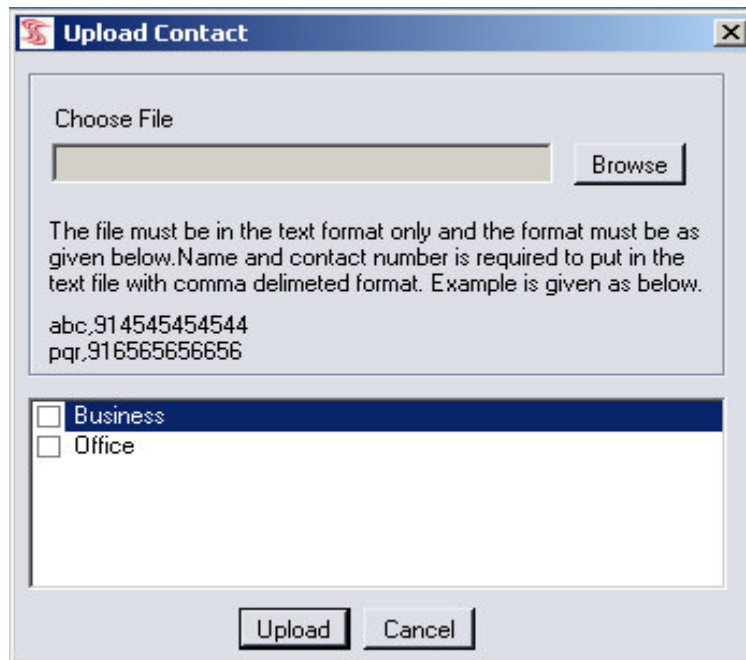 Upload Contact
Choose File
Browse
The file must be in the text format only and the format must be as
given below.Name and contact number is required to put in the
text file with comma delimeted format. Example is given as below.
abc,914545454544
pqr,916565656656
Business
Office
Upload Cancel